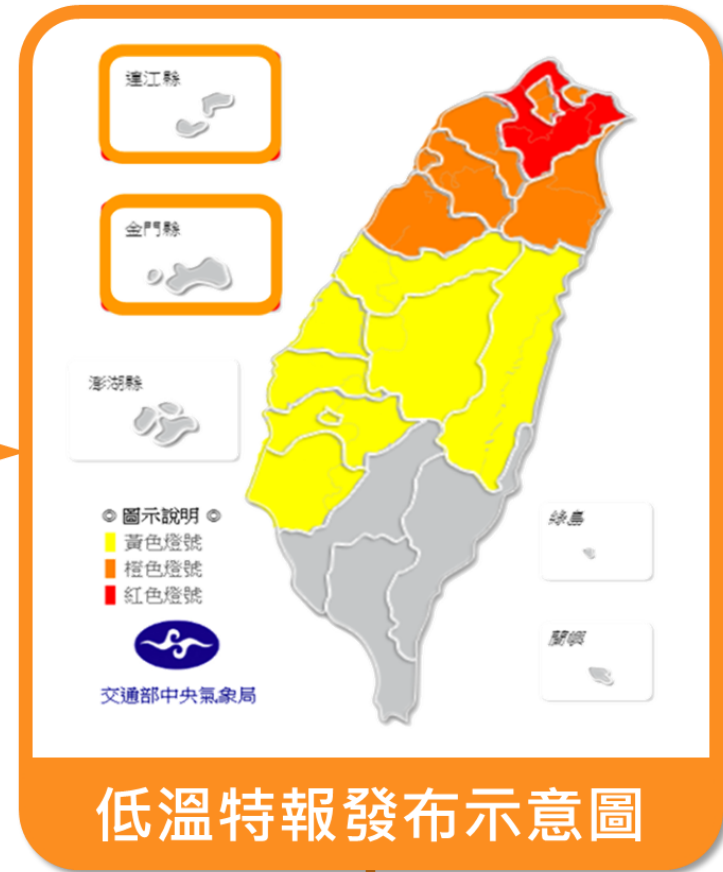 連江縣
金門縣
澎湖縣
◎ 圖示說明 ◎
黃色燈號
橙色燈號
紅色燈號
交通部中央氣象局
綠島
蘭嶼
低溫特報發布示意圖